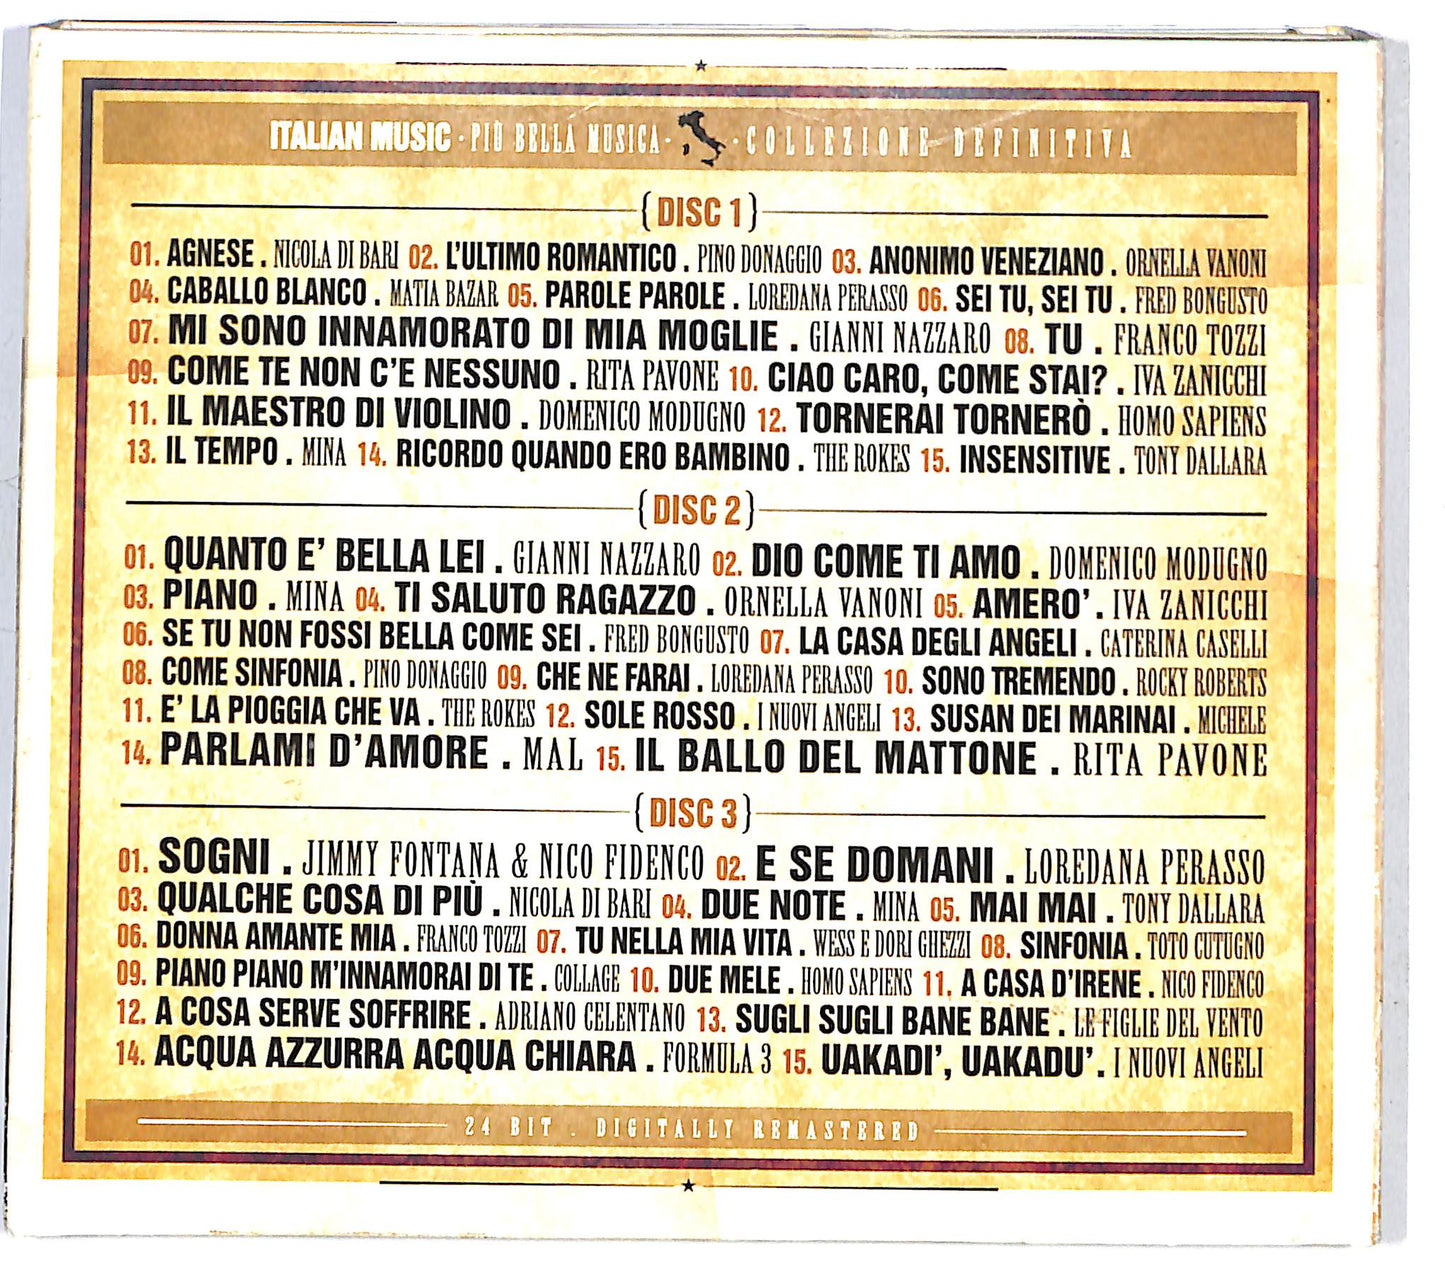 ITALIAN MUSIC · PIÙ BELLA MUSICA · · COLLEZIONE DEFINITIVA
{DISC 1}
01. AGNESE . NICOLA DI BARI 02. L'ULTIMO ROMANTICO . PINO DONAGGIO 03. ANONIMO VENEZIANO . ORNELLA VANONI
04. CABALLO BLANCO . MATIA BAZAR 05. PAROLE PAROLE . LOREDANA PERASSO 06. SEI TU, SEI TU . FRED BONGUSTO
07. MI SONO INNAMORATO DI MIA MOGLIE . GIANNI NAZZARO 08. TU . FRANCO TOZZI
09. COME TE NON C'E NESSUNO . RITA PAVONE 10. CIAO CARO, COME STAI? . IVA ZANICCHI
11. IL MAESTRO DI VIOLINO . DOMENICO MODUGNO 12. TORNERAI TORNERÒ . HOMO SAPIENS
13. IL TEMPO . MINA 14. RICORDO QUANDO ERO BAMBINO . THE ROKES 15. INSENSITIVE . TONY DALLARA
{DISC 2}
01. QUANTO E' BELLA LEI . GIANNI NAZZARO 02. DIO COME TI AMO . DOMENICO MODUGNO
03. PIANO . MINA 04. TI SALUTO RAGAZZO . ORNELLA VANONI 05. AMERO' . IVA ZANICCHI
06. SE TU NON FOSSI BELLA COME SEI . FRED BONGUSTO 07. LA CASA DEGLI ANGELI . CATERINA CASELLI
08. COME SINFONIA . PINO DONAGGIO 09. CHE NE FARAI . LOREDANA PERASSO 10. SONO TREMENDO . ROCKY ROBERTS
11. E' LA PIOGGIA CHE VA . THE ROKES 12. SOLE ROSSO . I NUOVI ANGELI 13. SUSAN DEI MARINAI . MICHELE
14. PARLAMI D'AMORE . MAL 15. IL BALLO DEL MATTONE . RITA PAVONE
{DISC 3}
01. SOGNI . JIMMY FONTANA & NICO FIDENCO 02. E SE DOMANI . LOREDANA PERASSO
03. QUALCHE COSA DI PIÙ . NICOLA DI BARI 04. DUE NOTE . MINA 05. MAI MAI . TONY DALLARA
06. DONNA AMANTE MIA . FRANCO TOZZI 07. TU NELLA MIA VITA . WESS E DORI GHEZZI 08. SINFONIA . TOTO CUTUGNO
09. PIANO PIANO M'INNAMORAI DI TE . COLLAGE 10. DUE MELE . HOMO SAPIENS 11. A CASA D'IRENE . NICO FIDENCO
12. A COSA SERVE SOFFRIRE . ADRIANO CELENTANO 13. SUGLI SUGLI BANE BANE . LE FIGLIE DEL VENTO
14. ACQUA AZZURRA ACQUA CHIARA . FORMULA 3 15. UAKADI', UAKADU' . I NUOVI ANGELI
24 BIT . DIGITALLY REMASTERED